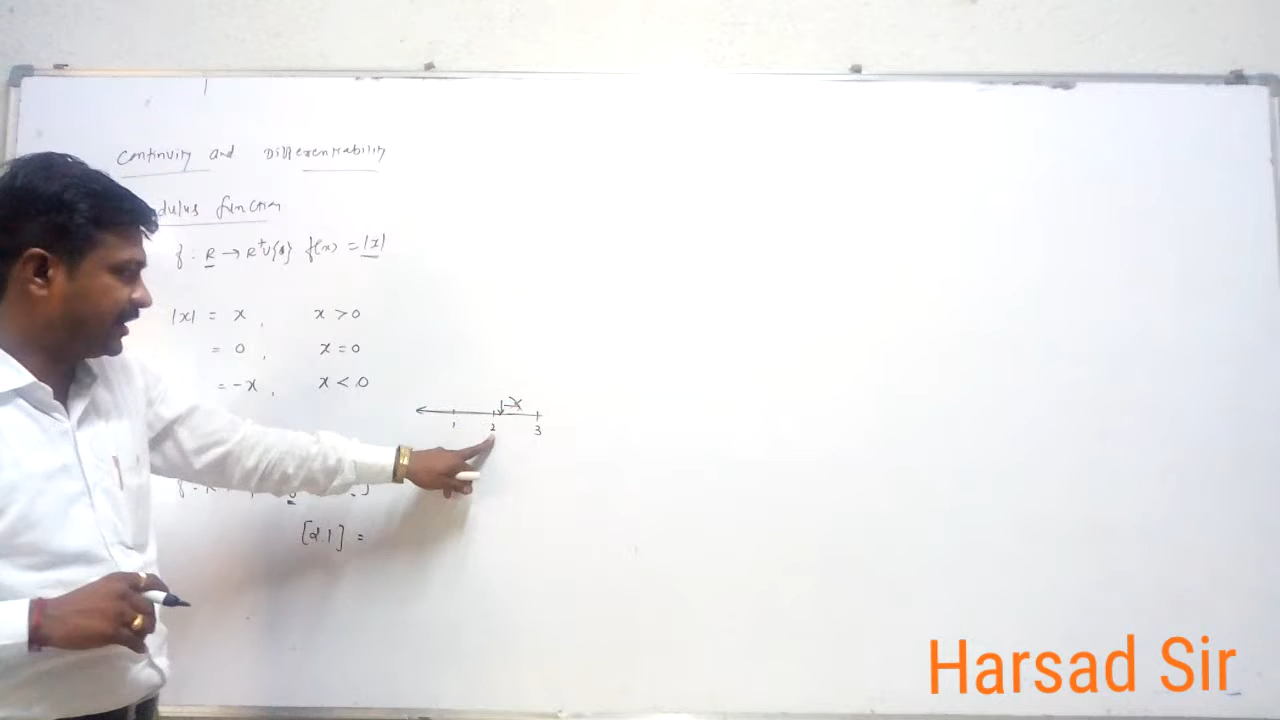 Continuity and Differentiability
dulus function
f : R → R⁺∪{0} f(x) = |x|
|x| = x , x > 0
= 0 , x = 0
= -x , x < 0
1 2 3
[2.1] =
Harsad Sir